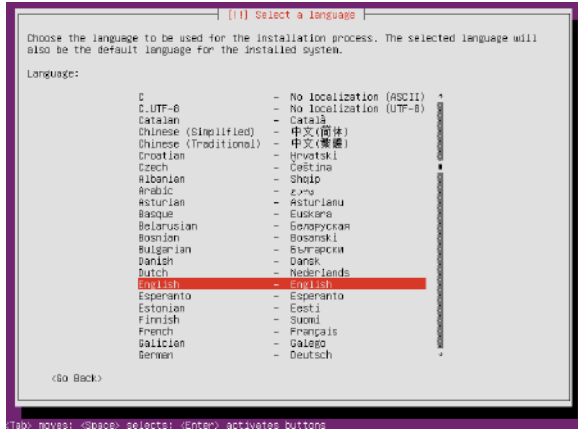 [!!] Select a language
Choose the language to be used for the installation process. The selected language will
also be the default language for the installed system.
Language:
C - No localization (ASCII)
C.UTF-8 - No localization (UTF-8)
Catalan - Català
Chinese (Simplified) - 中文(简体)
Chinese (Traditional) - 中文(繁體)
Croatian - Hrvatski
Czech - Čeština
Albanian - Shqip
Arabic - عربي
Asturian - Asturianu
Basque - Euskara
Belarusian - Беларуская
Bosnian - Bosanski
Bulgarian - Български
Danish - Dansk
Dutch - Nederlands
English - English
Esperanto - Esperanto
Estonian - Eesti
Finnish - Suomi
French - Français
Galician - Galego
German - Deutsch
<Go Back>
<Tab> moves; <Space> selects; <Enter> activates buttons